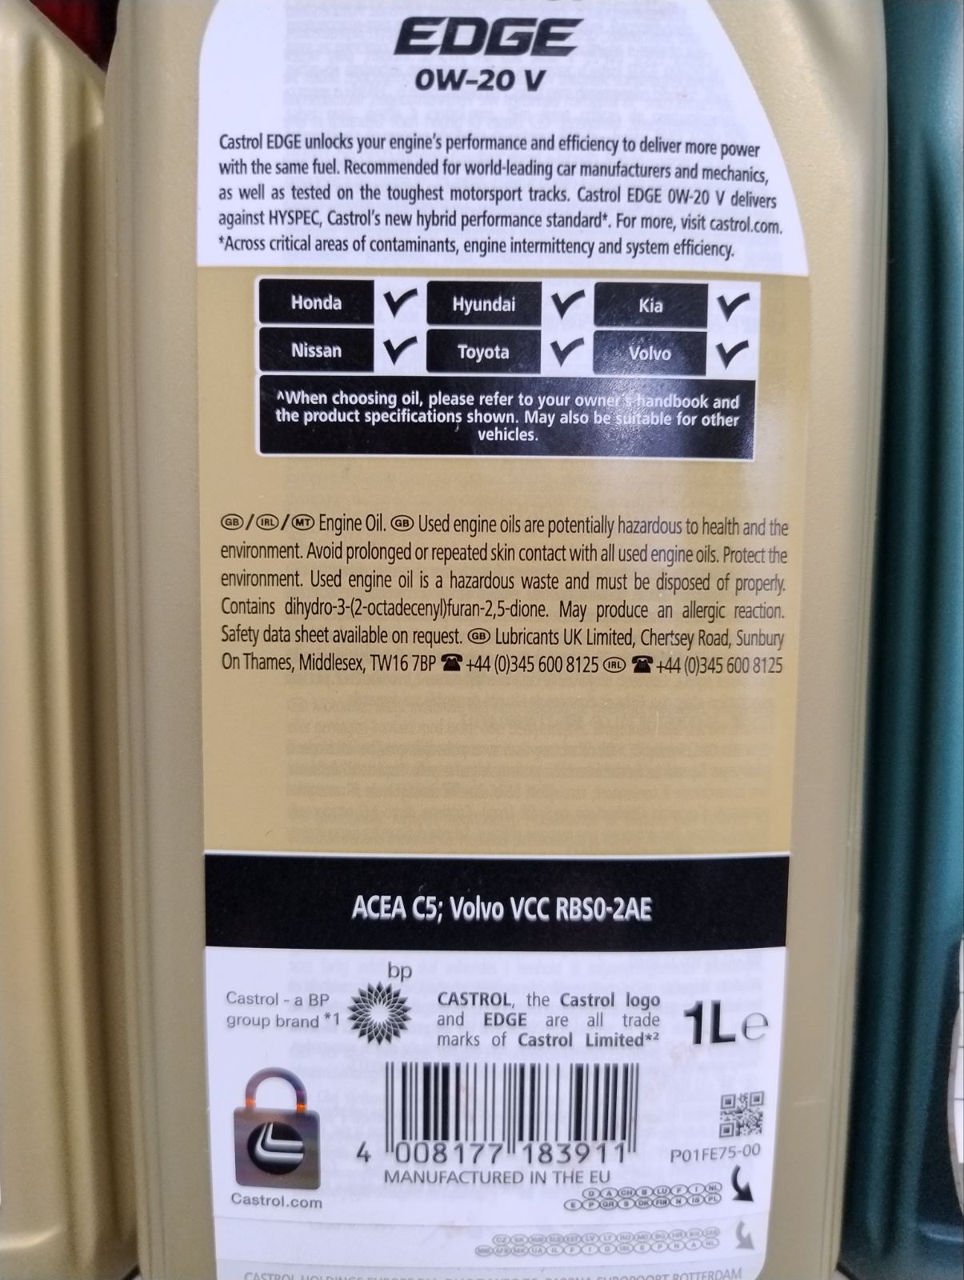 EDGE
0W-20 V
Castrol EDGE unlocks your engine's performance and efficiency to deliver more power
with the same fuel. Recommended for world-leading car manufacturers and mechanics,
as well as tested on the toughest motorsport tracks. Castrol EDGE 0W-20 V delivers
against HYSPEC, Castrol's new hybrid performance standard*. For more, visit castrol.com.
*Across critical areas of contaminants, engine intermittency and system efficiency.
Honda ✓ Hyundai ✓ Kia ✓
Nissan ✓ Toyota ✓ Volvo ✓
^When choosing oil, please refer to your owner's handbook and
the product specifications shown. May also be suitable for other
vehicles.
GB/IRL/MT Engine Oil. GB Used engine oils are potentially hazardous to health and the
environment. Avoid prolonged or repeated skin contact with all used engine oils. Protect the
environment. Used engine oil is a hazardous waste and must be disposed of properly.
Contains dihydro-3-(2-octadecenyl)furan-2,5-dione. May produce an allergic reaction.
Safety data sheet available on request. GB Lubricants UK Limited, Chertsey Road, Sunbury
On Thames, Middlesex, TW16 7BP ☎ +44 (0)345 600 8125 IRL ☎ +44 (0)345 600 8125
ACEA C5; Volvo VCC RBS0-2AE
bp
Castrol - a BP
group brand *1
CASTROL, the Castrol logo
and EDGE are all trade
marks of Castrol Limited*2
1L e
4 008177 183911
P01FE75-00
MANUFACTURED IN THE EU
Castrol.com